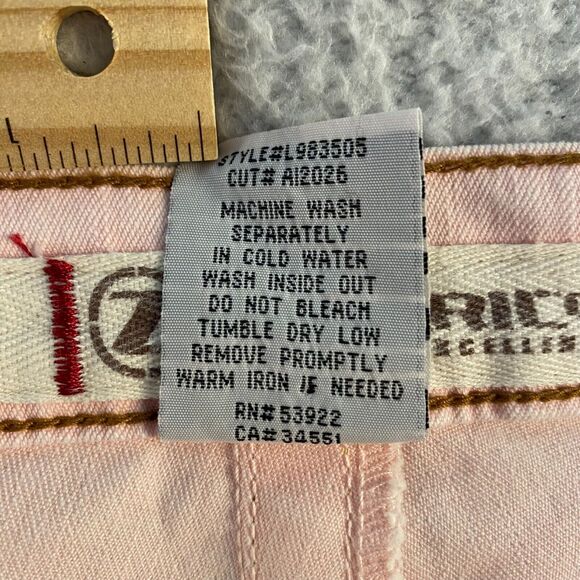 STYLE#L983505
CUT# A12026
MACHINE WASH
SEPARATELY
IN COLD WATER
WASH INSIDE OUT
DO NOT BLEACH
TUMBLE DRY LOW
REMOVE PROMPTLY
WARM IRON IF NEEDED
RN# 53922
CA# 34551